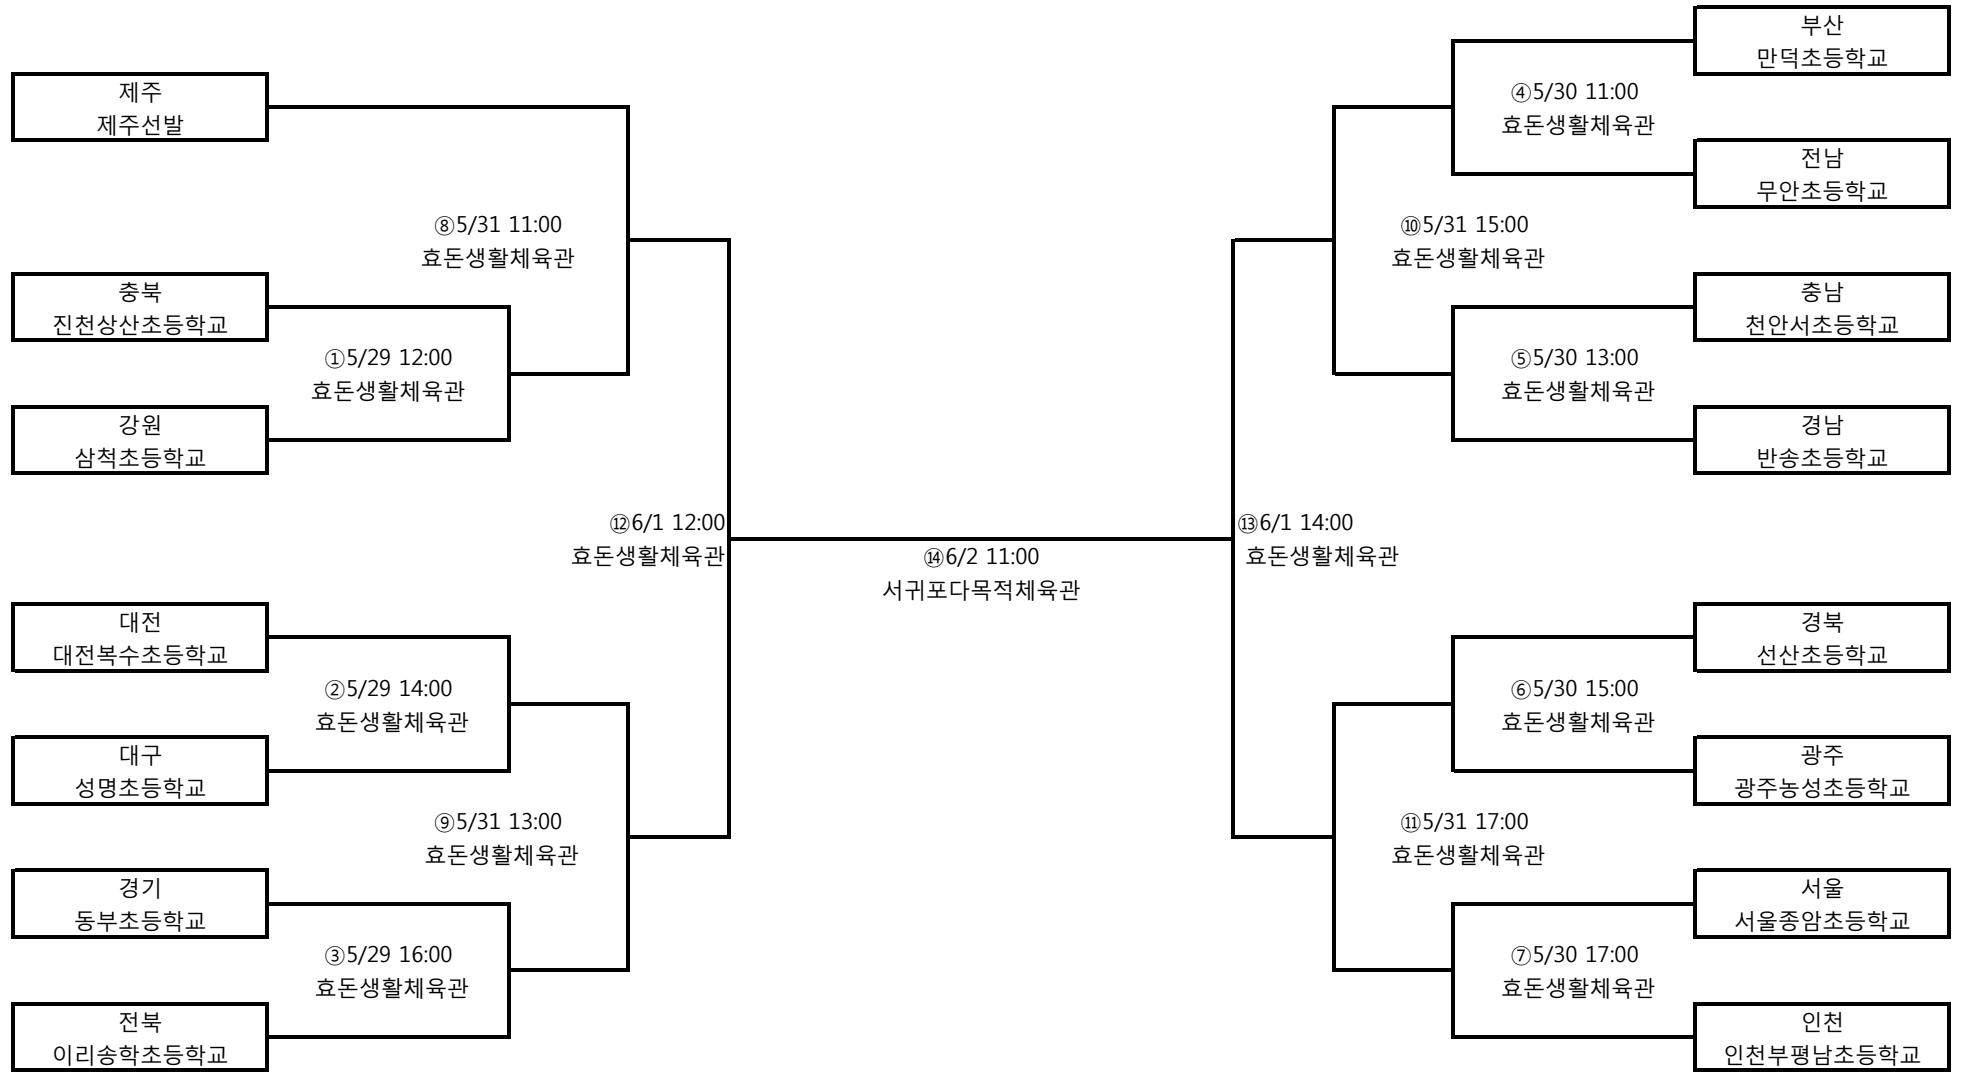 제주
제주선발
⑧5/31 11:00
효돈생활체육관
충북
진천상산초등학교
①5/29 12:00
효돈생활체육관
강원
삼척초등학교
⑫6/1 12:00
효돈생활체육관
대전
대전복수초등학교
②5/29 14:00
효돈생활체육관
대구
성명초등학교
⑨5/31 13:00
효돈생활체육관
경기
동부초등학교
③5/29 16:00
효돈생활체육관
전북
이리송학초등학교
⑭6/2 11:00
서귀포다목적체육관
부산
만덕초등학교
④5/30 11:00
효돈생활체육관
전남
무안초등학교
⑩5/31 15:00
효돈생활체육관
충남
천안서초등학교
⑤5/30 13:00
효돈생활체육관
경남
반송초등학교
⑬6/1 14:00
효돈생활체육관
경북
선산초등학교
⑥5/30 15:00
효돈생활체육관
광주
광주농성초등학교
⑪5/31 17:00
효돈생활체육관
서울
서울종암초등학교
⑦5/30 17:00
효돈생활체육관
인천
인천부평남초등학교